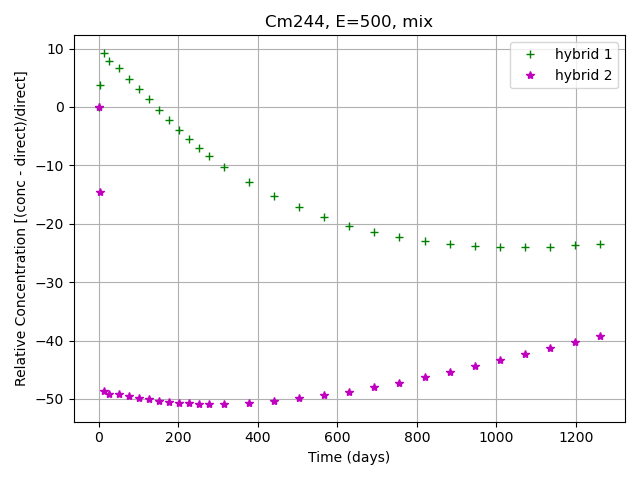 Cm244, E=500, mix
hybrid 1
hybrid 2
Relative Concentration [(conc - direct)/direct]
10
0
−10
−20
−30
−40
−50
0
200
400
600
800
1000
1200
Time (days)